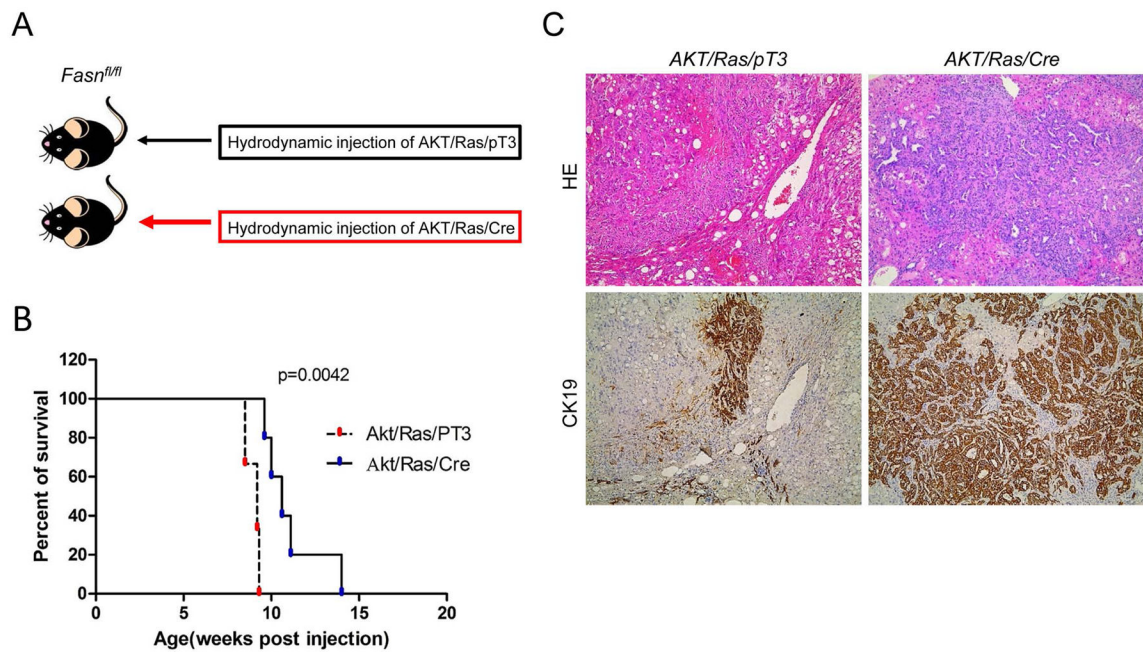 A
Fasn^fl/fl
Hydrodynamic injection of AKT/Ras/pT3
Hydrodynamic injection of AKT/Ras/Cre
B
120
100
80
60
40
20
0
Percent of survival
p=0.0042
Akt/Ras/PT3
Akt/Ras/Cre
0 5 10 15 20
Age(weeks post injection)
C
AKT/Ras/pT3 AKT/Ras/Cre
HE
CK19